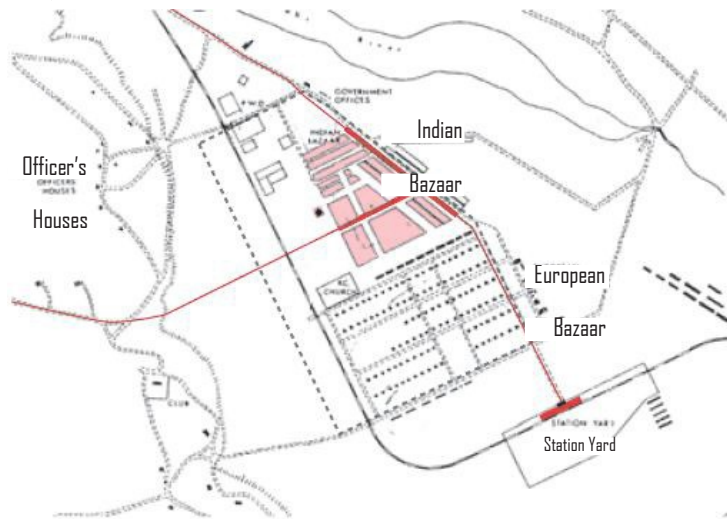 GOVERNMENT
OFFICES
P.W.D.
INDIAN
BAZAAR
Indian
Bazaar
Officer's
OFFICERS
HOUSES
Houses
R.C.
CHURCH
European
Bazaar
CLUB
STATION YARD
Station Yard